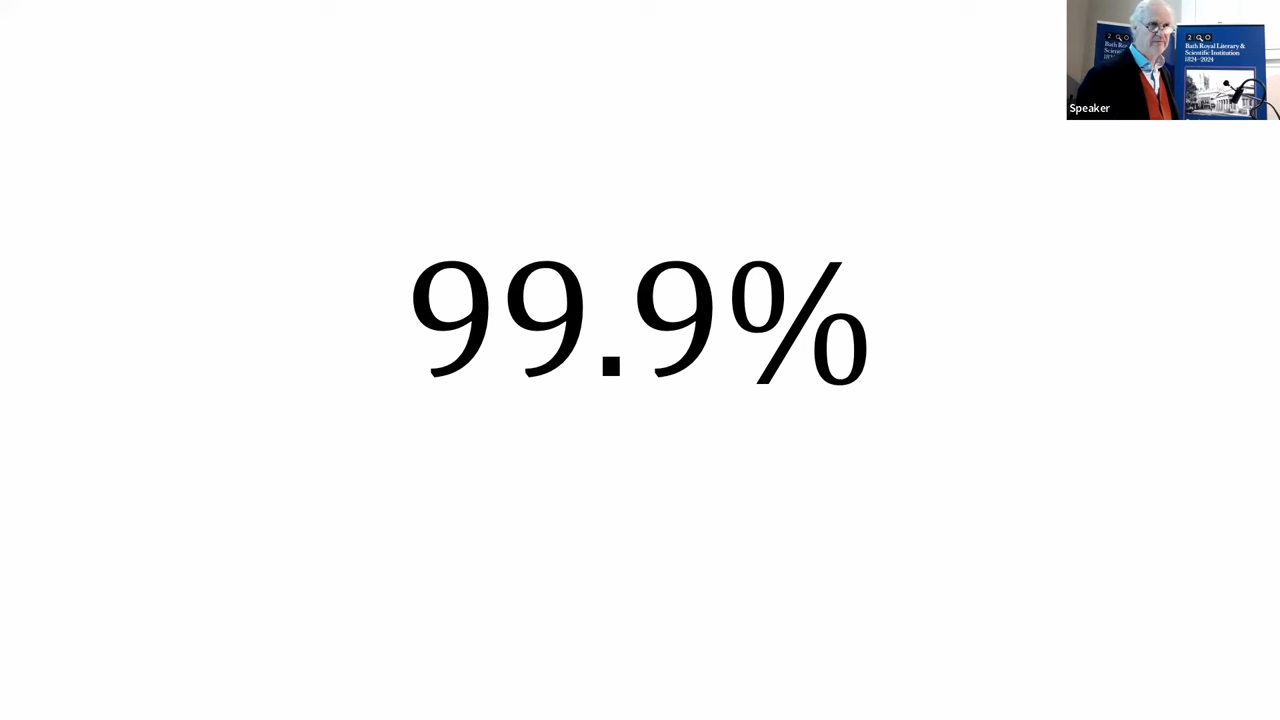 99.9%
Speaker
Bath Royal Literary &
Scientific Institution
1824-2024